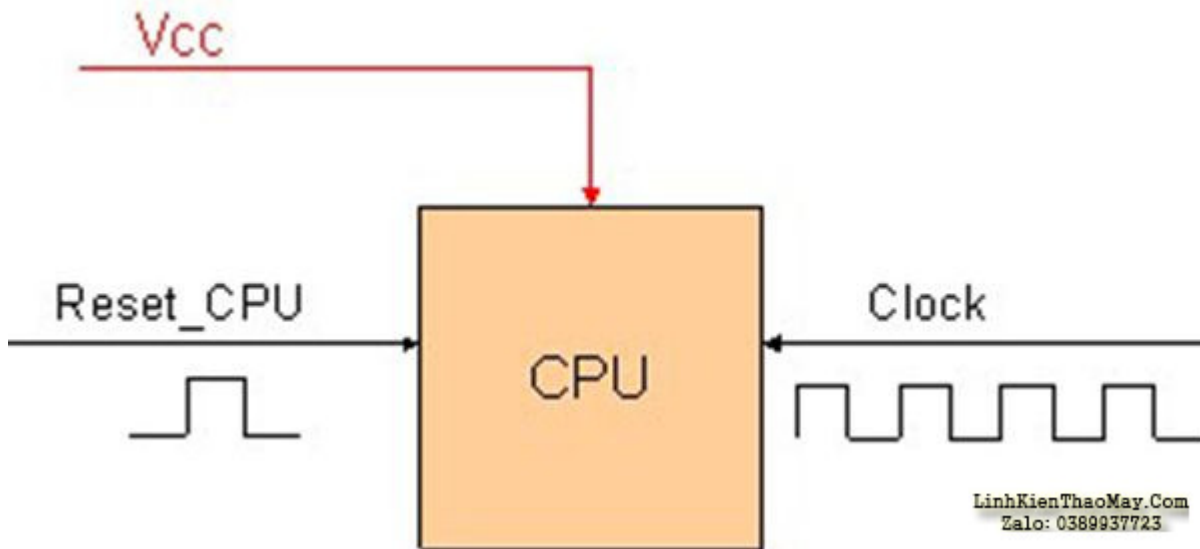 Vcc
Reset_CPU
Clock
CPU
LinhKienThaoMay.Com
Zalo: 0389937723